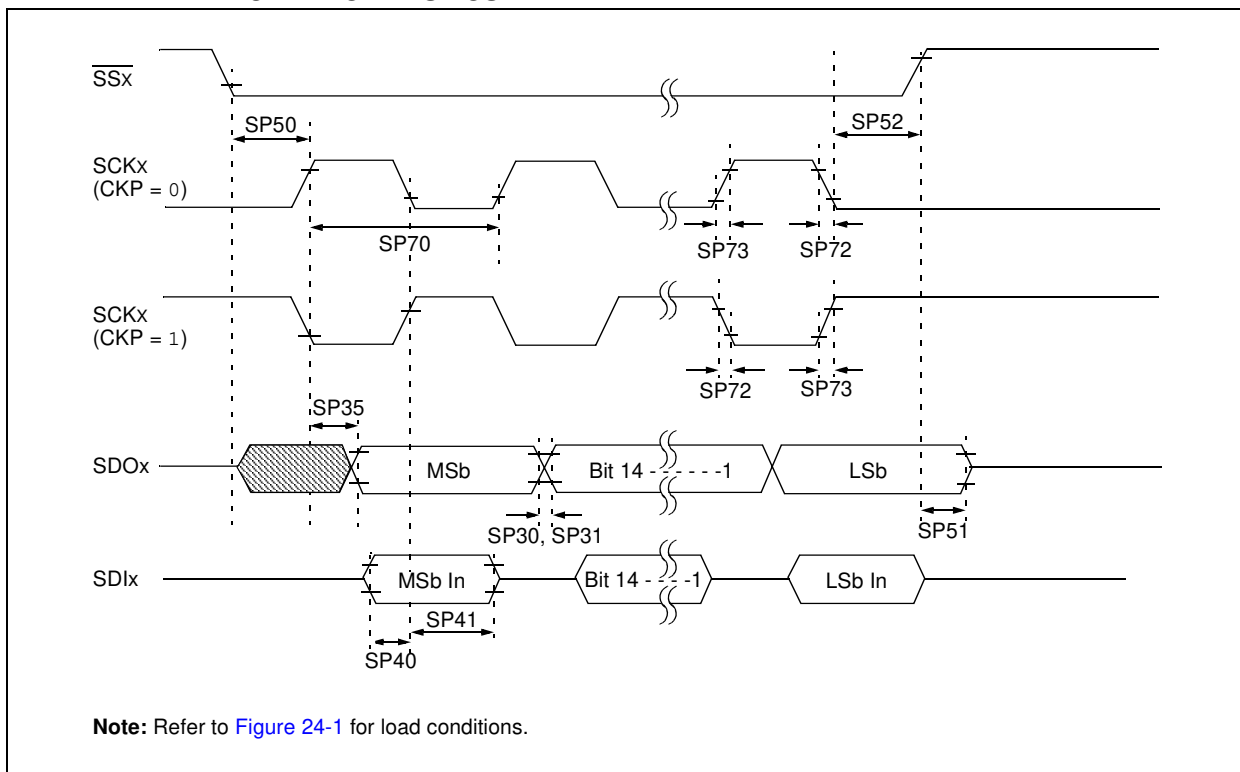 SSx
SP50
SP52
SCKx
(CKP = 0)
SP70
SP73
SP72
SCKx
(CKP = 1)
SP72
SP73
SP35
SDOx
MSb
Bit 14 - - - - - -1
LSb
SP30, SP31
SP51
SDIx
MSb In
Bit 14 - - - -1
LSb In
SP41
SP40
Note: Refer to Figure 24-1 for load conditions.